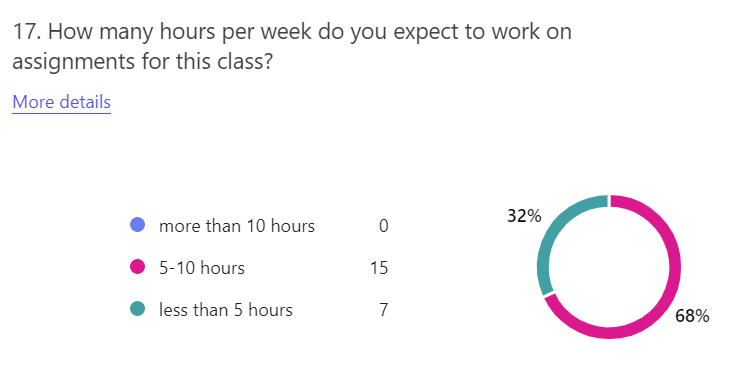 17. How many hours per week do you expect to work on
assignments for this class?
More details
more than 10 hours 0
5-10 hours 15
less than 5 hours 7
32%
68%